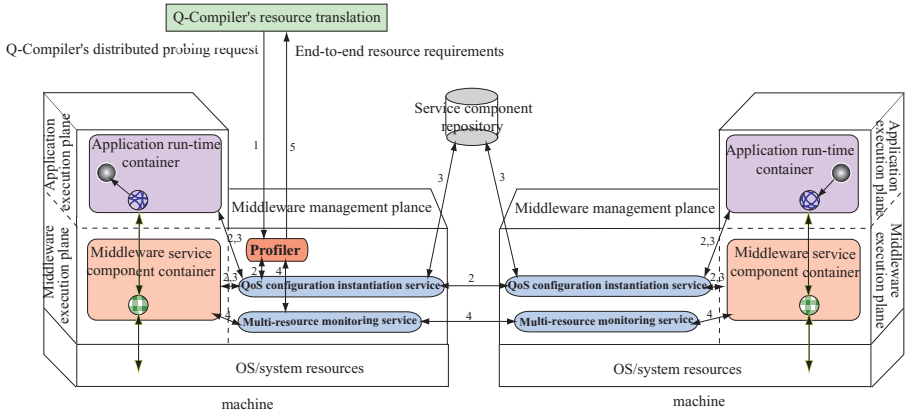 Q-Compiler's resource translation
Q-Compiler's distributed probing request
End-to-end resource requirements
Service component
repository
Application
execution plane
Application run-time
container
1
5
3
3
Application run-time
container
Application
execution plane
Middleware management plance
Middleware management plance
Middleware
execution plane
Middleware service
component container
2,3
Profiler
2,3
2
4
QoS configuration instantiation service
2
QoS configuration instantiation service
2,3
2,3
Middleware service
component container
Middleware
execution plane
4
Multi-resource monitoring service
4
Multi-resource monitoring service
4
OS/system resources
OS/system resources
machine
machine